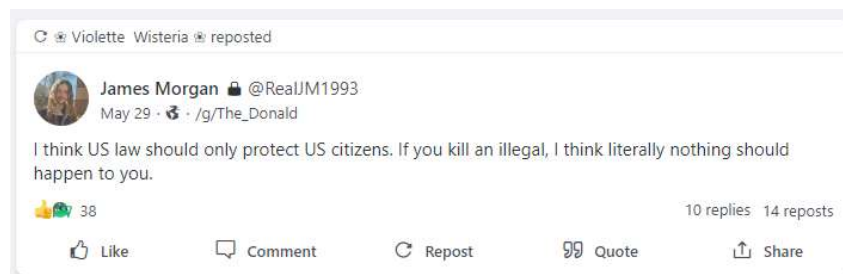 Violette Wisteria reposted
James Morgan @RealJM1993
May 29 · /g/The_Donald
I think US law should only protect US citizens. If you kill an illegal, I think literally nothing should
happen to you.
38
10 replies 14 reposts
Like Comment Repost Quote Share